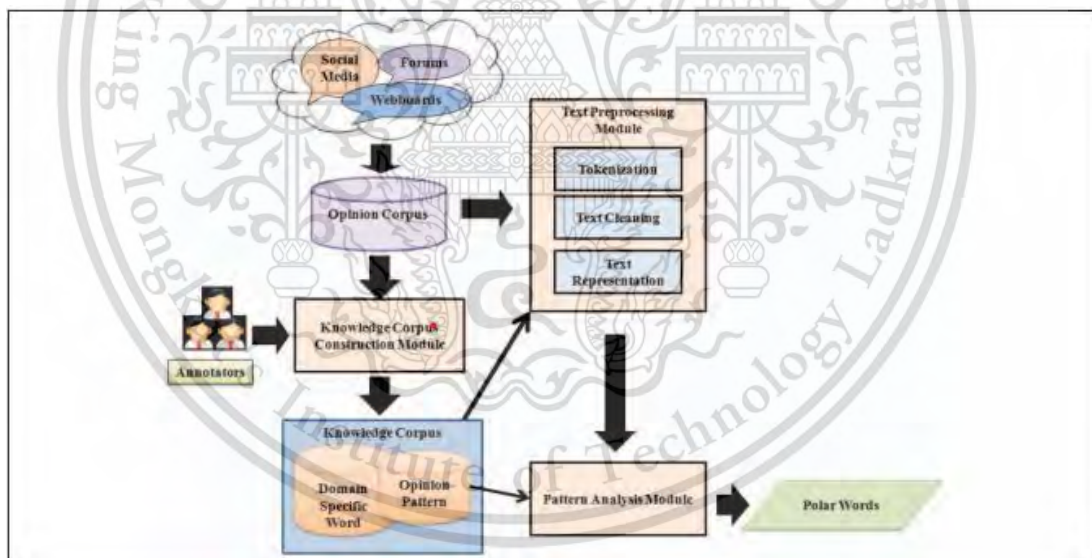 Social
Media
Forums
Webboards
Opinion Corpus
Text Preprocessing
Module
Tokenization
Text Cleaning
Text
Representation
Annotators
Knowledge Corpus
Construction Module
Knowledge Corpus
Domain
Specific
Word
Opinion
Pattern
Pattern Analysis Module
Polar Words
Mongkut's Institute of Technology Ladkrabang